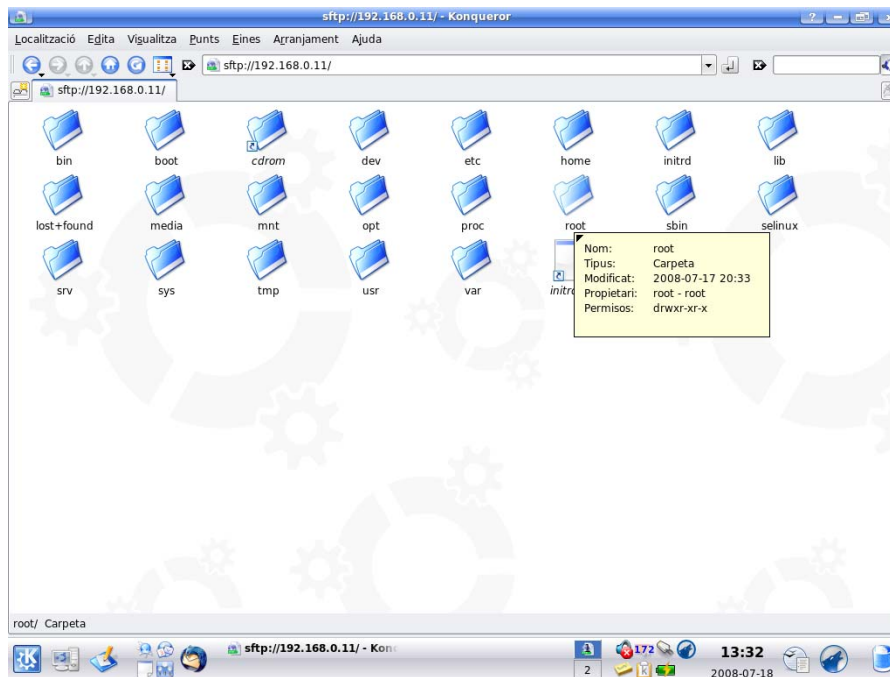 sftp://192.168.0.11/ - Konqueror
Localització Edita Visualitza Punts Eines Arranjament Ajuda
sftp://192.168.0.11/
sftp://192.168.0.11/
bin boot cdrom dev etc home initrd lib
lost+found media mnt opt proc root sbin selinux
srv sys tmp usr var
Nom: root
Tipus: Carpeta
Modificat: 2008-07-17 20:33
Propietari: root - root
Permisos: drwxr-xr-x
root/ Carpeta
sftp://192.168.0.11/ - Kon
2
172
13:32
2008-07-18